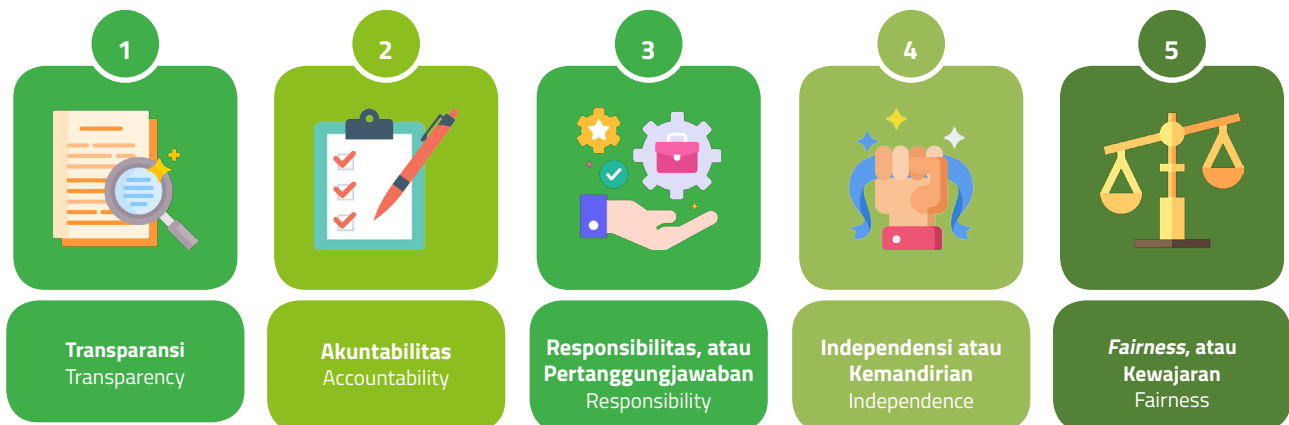 1
Transparansi
Transparency
2
Akuntabilitas
Accountability
3
Responsibilitas, atau
Pertanggungjawaban
Responsibility
4
Independensi atau
Kemandirian
Independence
5
Fairness, atau
Kewajaran
Fairness